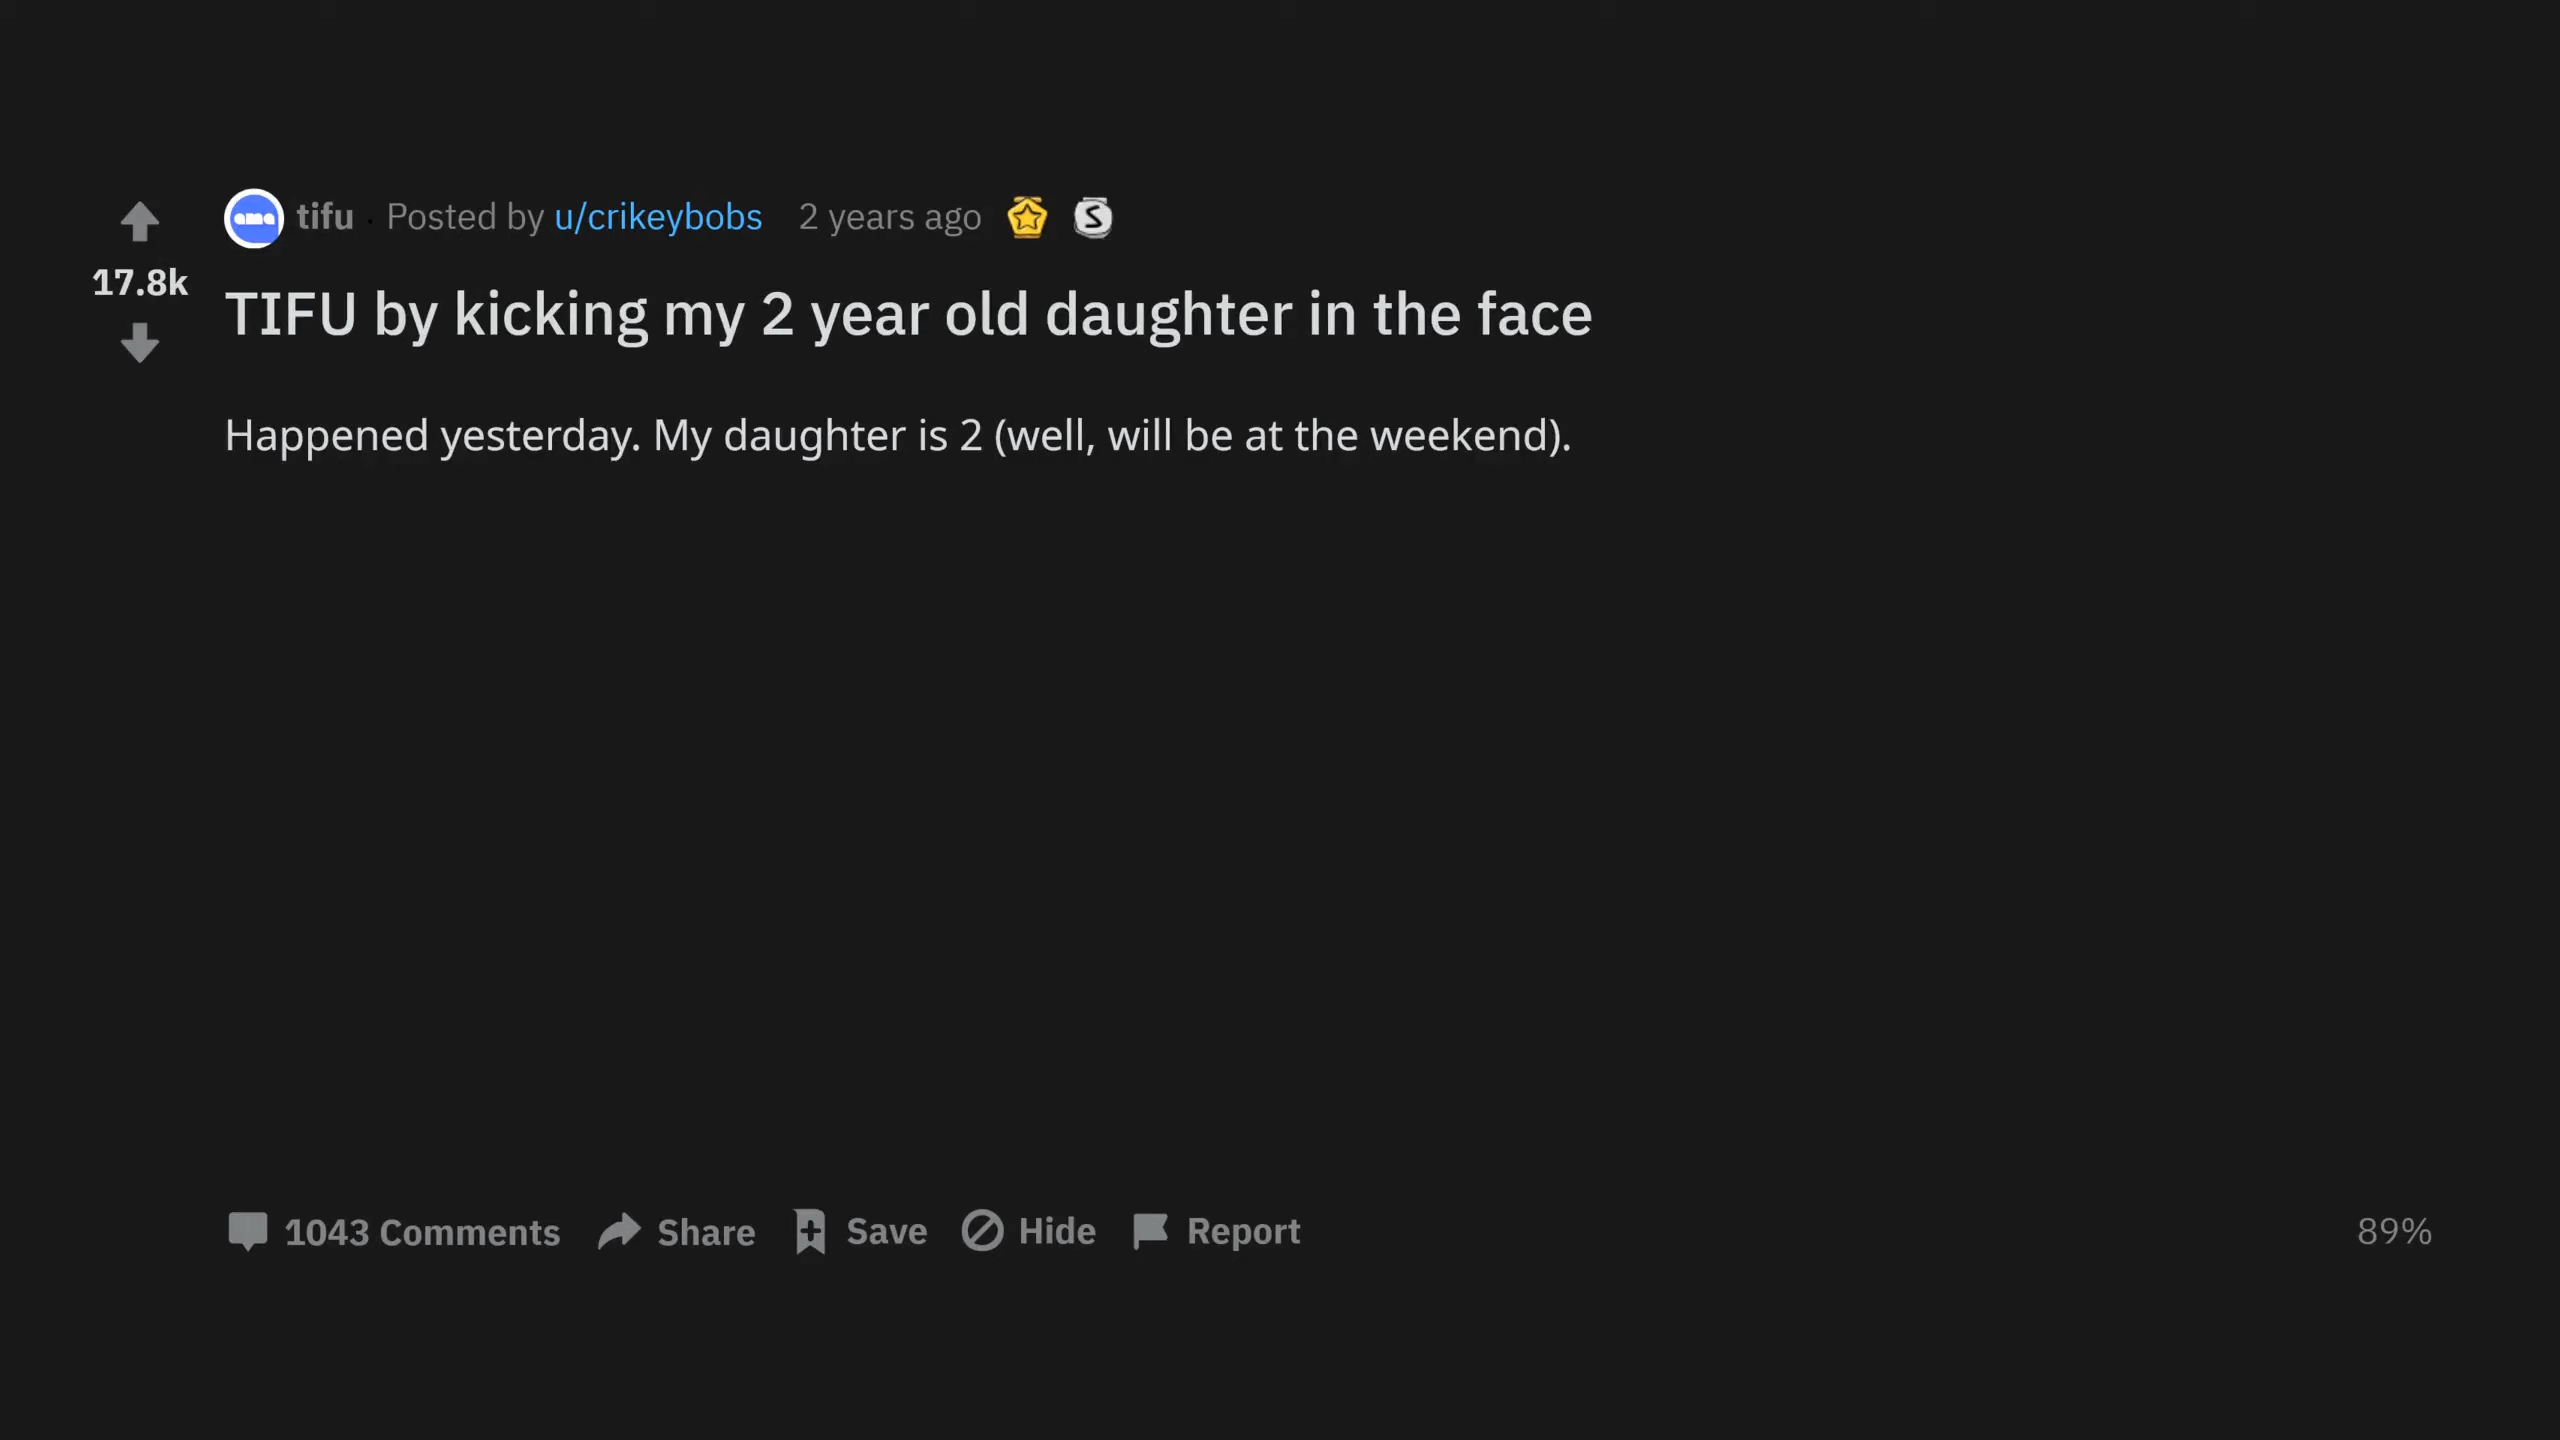 ama tifu · Posted by u/crikeybobs 2 years ago S
17.8k
TIFU by kicking my 2 year old daughter in the face
Happened yesterday. My daughter is 2 (well, will be at the weekend).
1043 Comments Share Save Hide Report 89%